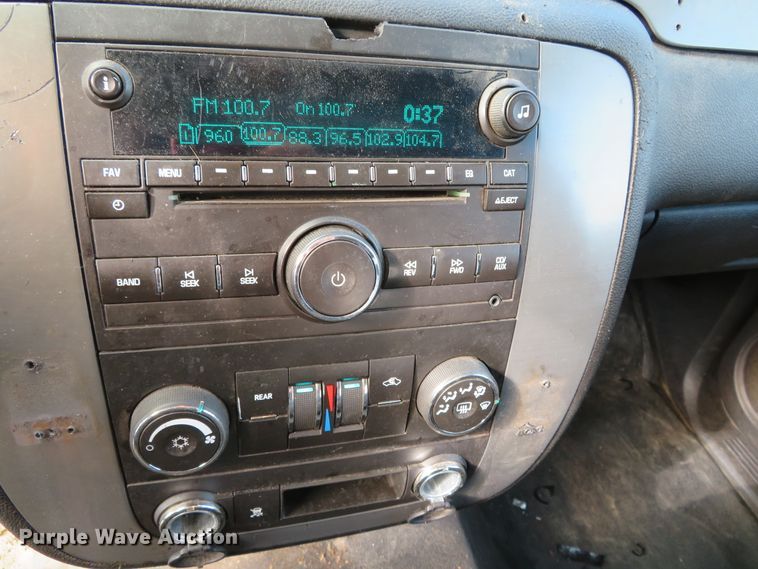 FM 100.7 On 100.7 0:37
1 960 100.7 88.3 96.5 102.9 104.7
FAV MENU EQ CAT
EJECT
BAND SEEK SEEK REV FWD CD/AUX
REAR
Purple Wave Auction